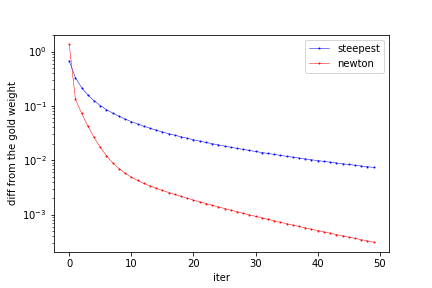 steepest
newton
10⁰
10⁻¹
10⁻²
10⁻³
diff from the gold weight
0 10 20 30 40 50
iter